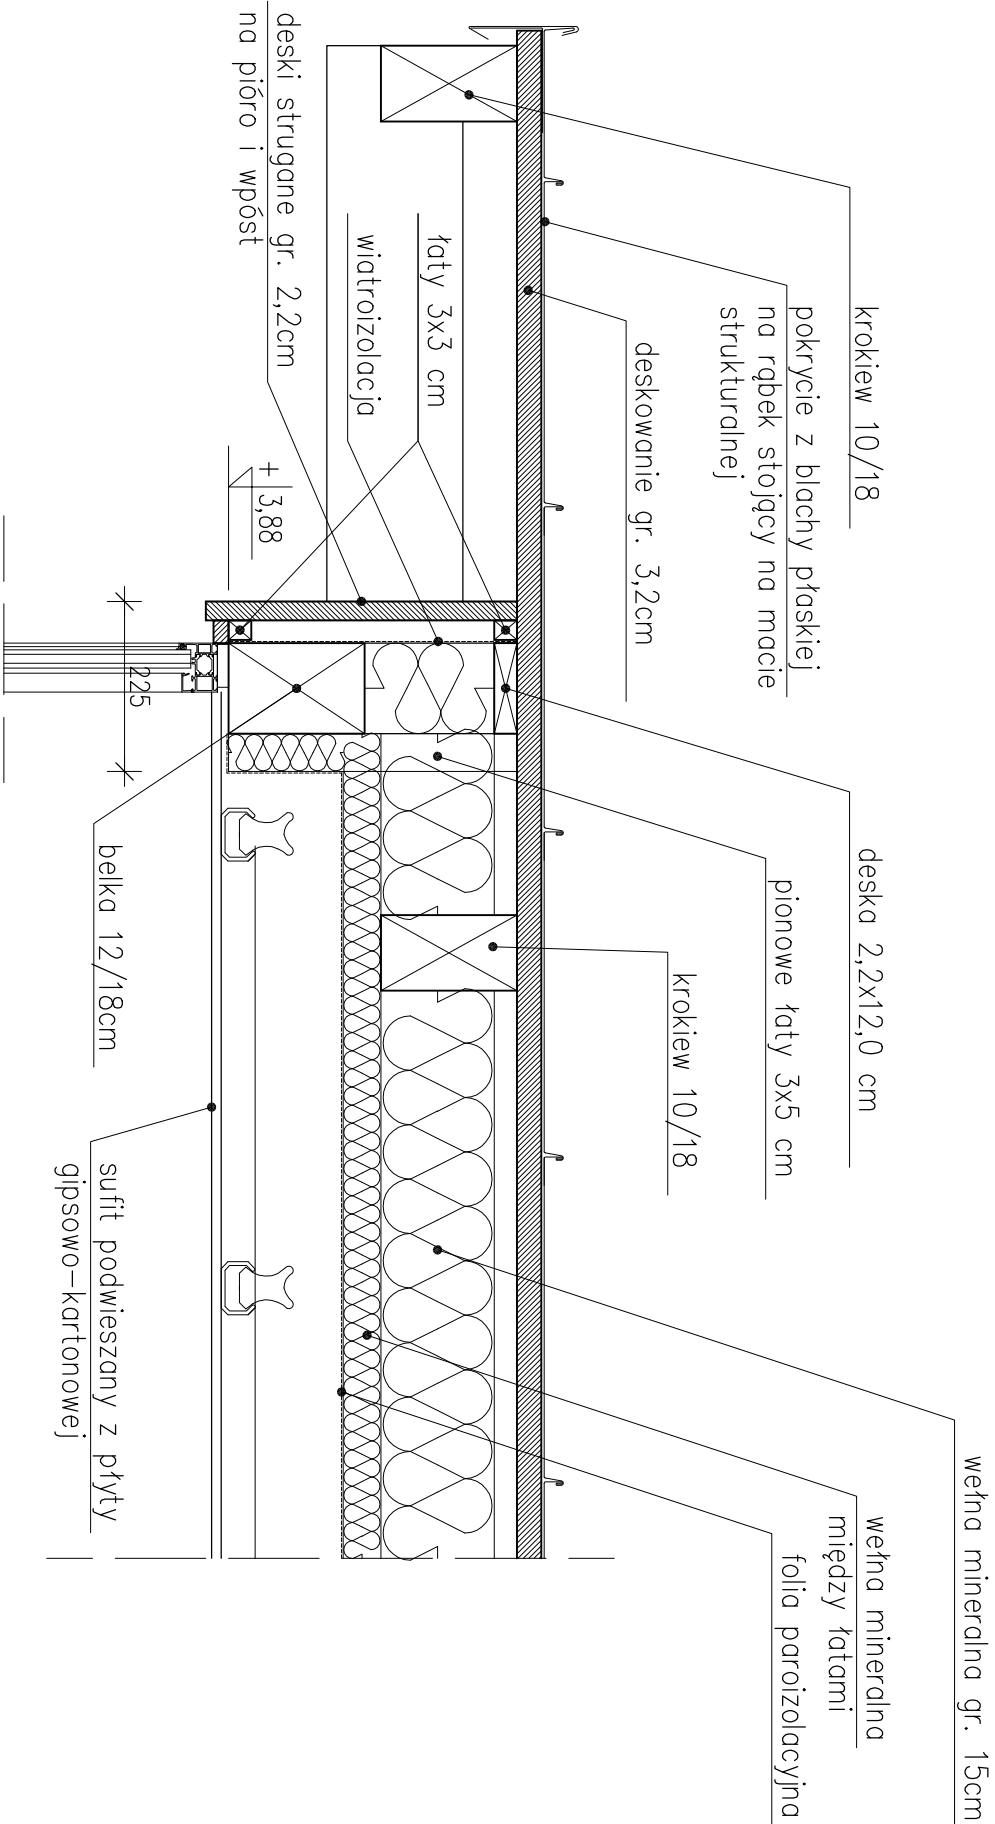 krokiew 10/18
pokrycie z blachy płaskiej
na rąbek stojący na macie
strukturalnej
deskowanie gr. 3,2cm
łaty 3x3 cm
wiatroizolacja
deski strugane gr. 2,2cm
na pióro i wpóst
+ 3,88
225
wełna mineralna gr. 15cm
wełna mineralna
między łatami
folia paroizolacyjna
deska 2,2x12,0 cm
pionowe łaty 3x5 cm
krokiew 10/18
belka 12/18cm
sufit podwieszany z płyty
gipsowo-kartonowej